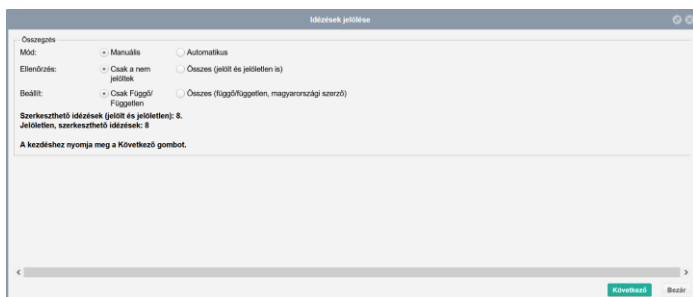 Idézések jelölése
Összegzés
Mód: Manuális Automatikus
Ellenőrzés: Csak a nem jelöltek Összes (jelölt és jelöletlen is)
Beállít: Csak Függő/ Független Összes (függő/független, magyarországi szerző)
Szerkeszthető idézések (jelölt és jelöletlen): 8.
Jelöletlen, szerkeszthető idézések: 8
A kezdéshez nyomja meg a Következő gombot.
Következő Bezár